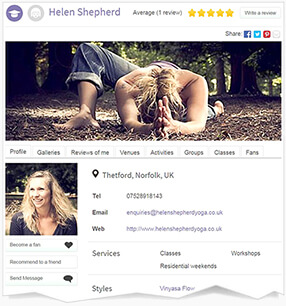 Helen Shepherd Average (1 review) Write a review
Share:
Profile Galleries Reviews of me Venues Activities Groups Classes Fans
Thetford, Norfolk, UK
Tel 07528918143
Email enquiries@helenshepherdyoga.co.uk
Web http://www.helenshepherdyoga.co.uk
Become a fan
Recommend to a friend
Send Message
Services Classes Workshops
Residential weekends
Styles Vinyasa Flow